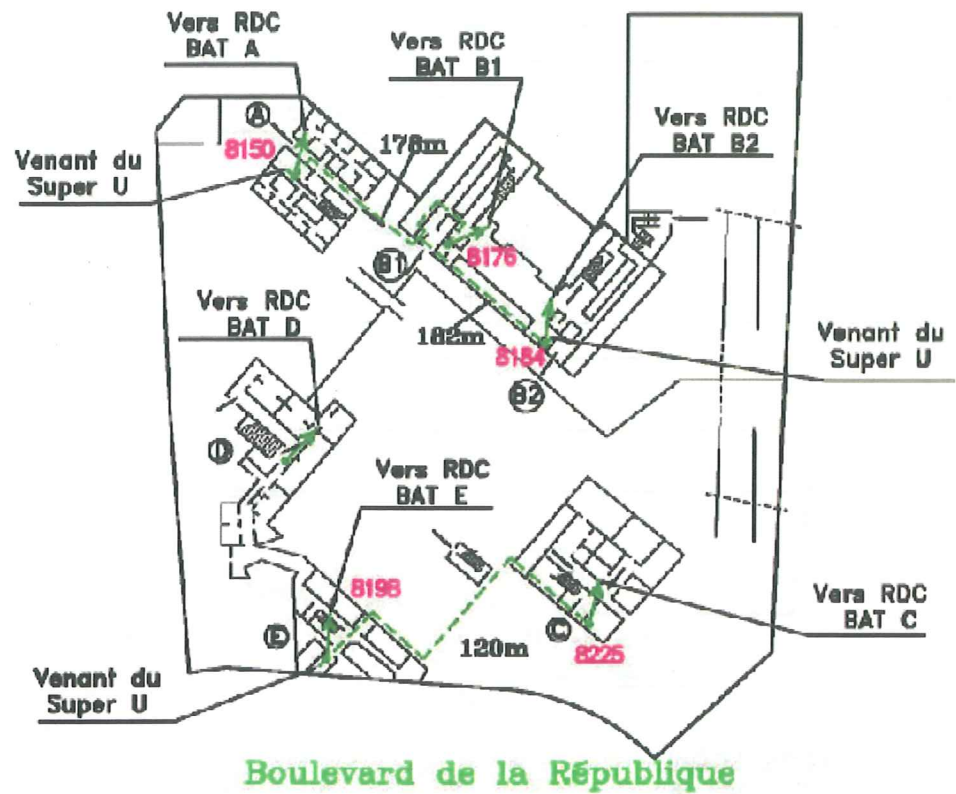 Vers RDC
BAT A
Vers RDC
BAT B1
Vers RDC
BAT B2
A
8150
178m
Venant du
Super U
B1
8176
Vers RDC
BAT D
182m
8184
Venant du
Super U
B2
D
Vers RDC
BAT E
8198
Vers RDC
BAT C
E
C
120m
8225
Venant du
Super U
Boulevard de la République